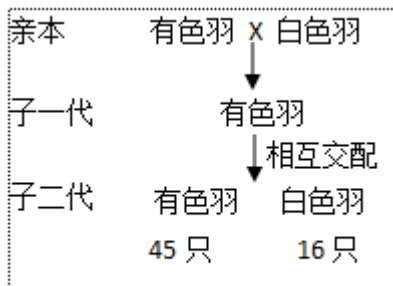 亲本 有色羽 X 白色羽
子一代 有色羽
相互交配
子二代 有色羽 白色羽
45 只 16 只